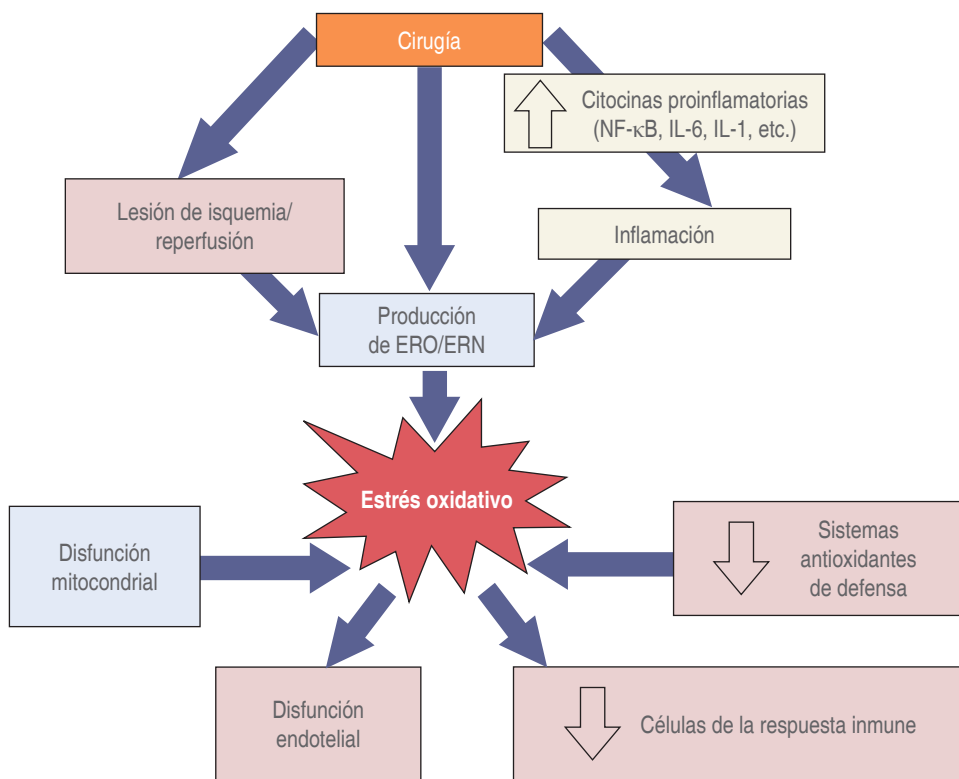 Cirugía
Citocinas proinflamatorias
(NF-κB, IL-6, IL-1, etc.)
Lesión de isquemia/
reperfusión
Inflamación
Producción
de ERO/ERN
Estrés oxidativo
Disfunción
mitocondrial
Sistemas
antioxidantes
de defensa
Disfunción
endotelial
Células de la respuesta inmune